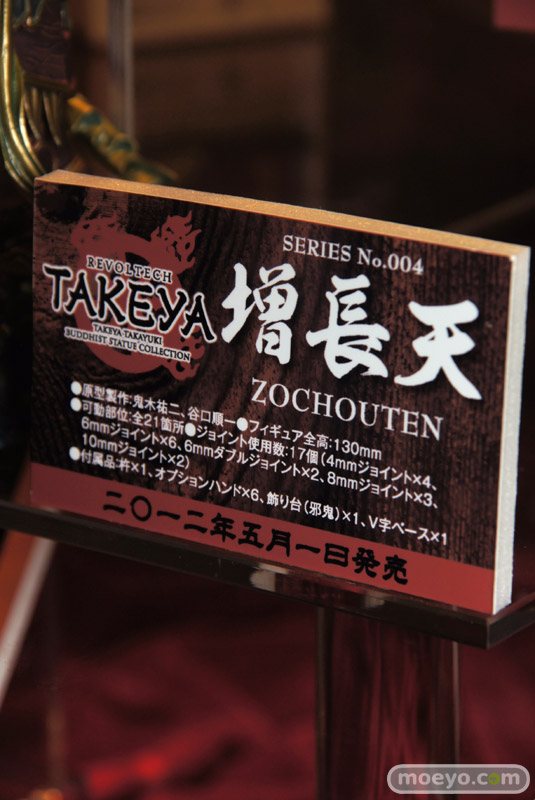 SERIES No.004
REVOLTECH
TAKEYA
TAKEYA・TAKAYUKI
BUDDHIST STATUE COLLECTION
増長天
ZOCHOUTEN
●原型製作:鬼木祐二、谷口順一●フィギュア全高:130mm
●可動部位:全21箇所●ジョイント使用数:17個(4mmジョイント×4、
6mmジョイント×6、6mmダブルジョイント×2、8mmジョイント×3、
10mmジョイント×2)
●付属品:杵×1、オプションハンド×6、飾り台(邪鬼)×1、V字ベース×1
二〇一二年五月一日発売
moeyo.com